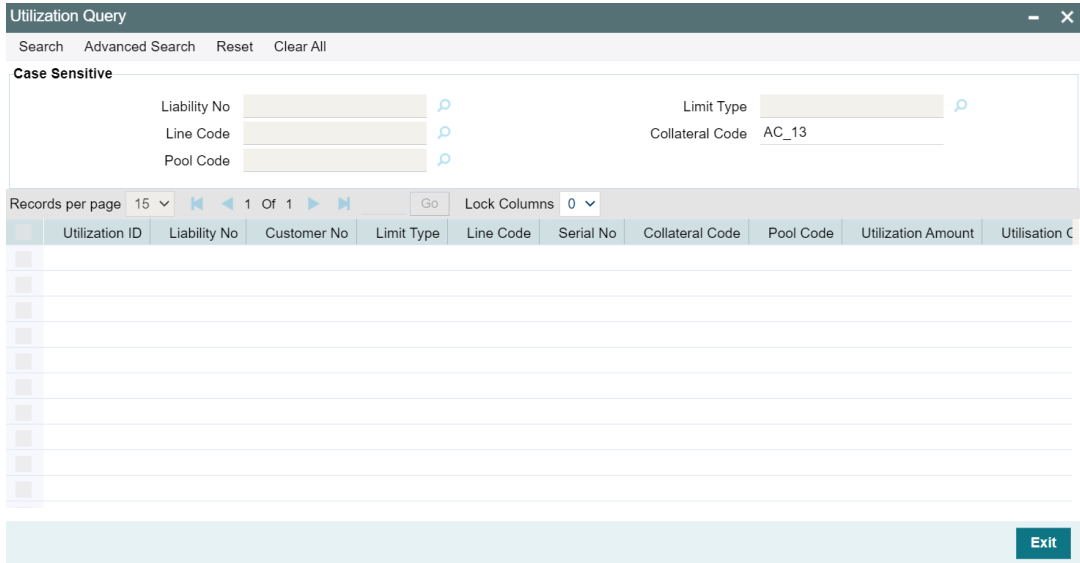 Utilization Query
Search Advanced Search Reset Clear All
Case Sensitive
Liability No Limit Type
Line Code Collateral Code AC_13
Pool Code
Records per page 15 1 Of 1 Go Lock Columns 0
Utilization ID Liability No Customer No Limit Type Line Code Serial No Collateral Code Pool Code Utilization Amount Utilisation
Exit